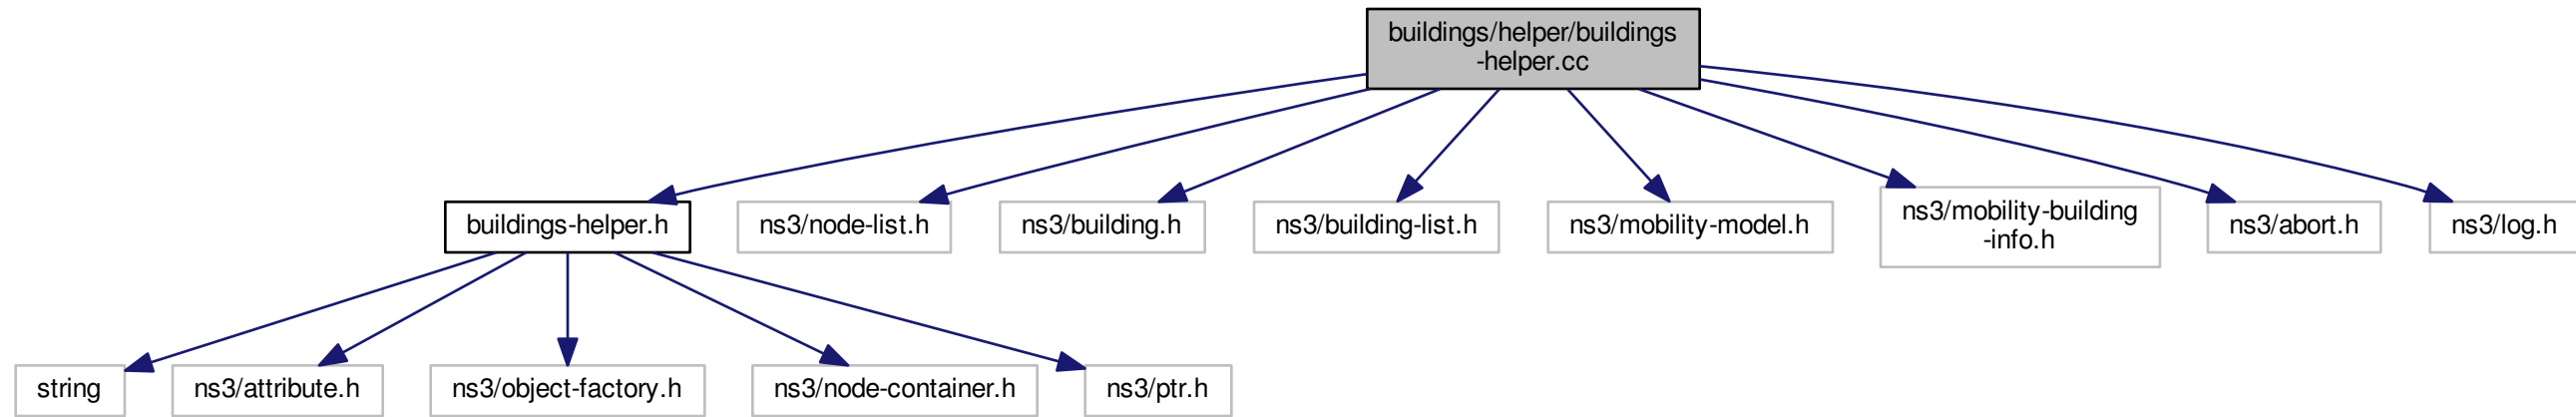 buildings/helper/buildings
-helper.cc
buildings-helper.h
ns3/node-list.h
ns3/building.h
ns3/building-list.h
ns3/mobility-model.h
ns3/mobility-building
-info.h
ns3/abort.h
ns3/log.h
string
ns3/attribute.h
ns3/object-factory.h
ns3/node-container.h
ns3/ptr.h